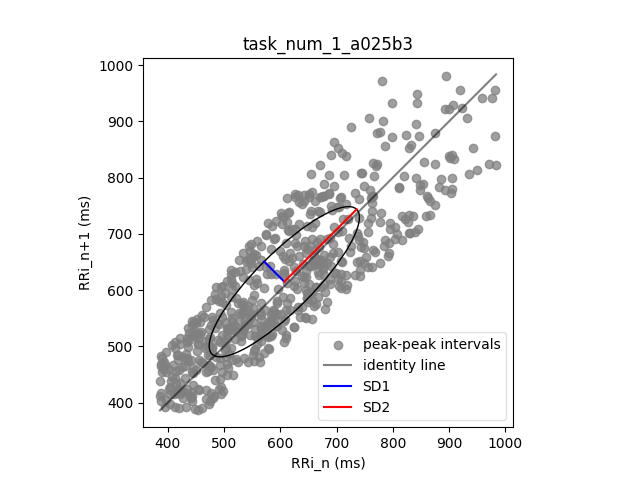 task_num_1_a025b3
1000
900
800
700
600
500
400
RRi_n+1 (ms)
peak-peak intervals
identity line
SD1
SD2
400 500 600 700 800 900 1000
RRi_n (ms)